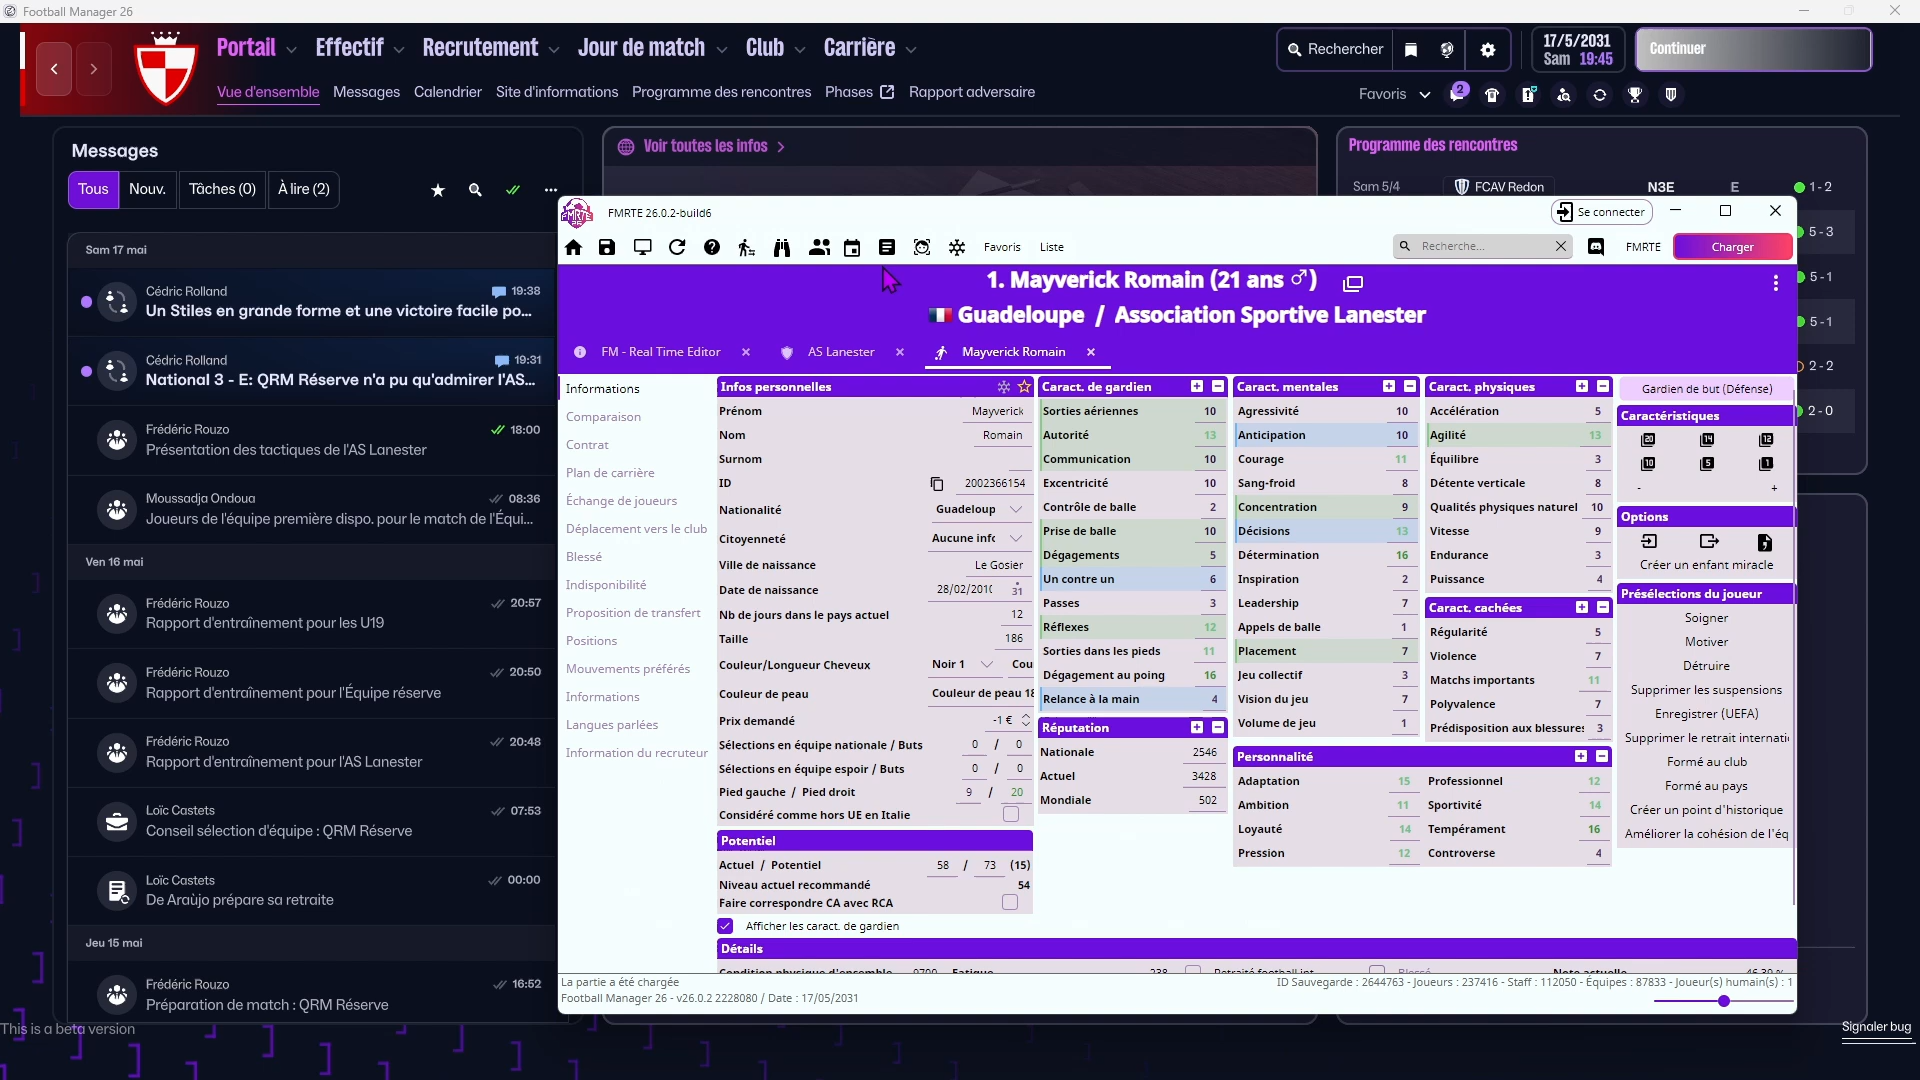 Football Manager 26
Portail Effectif Recrutement Jour de match Club Carrière
Rechercher
17/5/2031
Sam 19:45
Continuer
Vue d'ensemble Messages Calendrier Site d'informations Programme des rencontres Phases Rapport adversaire
Favoris 2
Messages
Tous Nouv. Tâches (0) À lire (2)
Sam 17 mai
Cédric Rolland 19:38
Un Stiles en grande forme et une victoire facile po...
Cédric Rolland 19:31
National 3 - E: QRM Réserve n'a pu qu'admirer l'AS...
Frédéric Rouzo 18:00
Présentation des tactiques de l'AS Lanester
Moussadja Ondoua 08:36
Joueurs de l'équipe première dispo. pour le match de l'Équi...
Ven 16 mai
Frédéric Rouzo 20:57
Rapport d'entraînement pour les U19
Frédéric Rouzo 20:50
Rapport d'entraînement pour l'Équipe réserve
Frédéric Rouzo 20:48
Rapport d'entraînement pour l'AS Lanester
Loïc Castets 07:53
Conseil sélection d'équipe : QRM Réserve
Loïc Castets 00:00
De Araùjo prépare sa retraite
Jeu 15 mai
Frédéric Rouzo 16:52
Préparation de match : QRM Réserve
This is a beta version
Voir toutes les infos
Programme des rencontres
Sam 5/4 FCAV Redon N3E E 1-2
5-3
5-1
5-1
2-2
2-0
FMRTE 26.0.2-build6
Se connecter
Favoris Liste
Recherche...
FMRTE
Charger
1. Mayverick Romain (21 ans ♂)
Guadeloupe / Association Sportive Lanester
FM - Real Time Editor AS Lanester Mayverick Romain
Informations
Comparaison
Contrat
Plan de carrière
Échange de joueurs
Déplacement vers le club
Blessé
Indisponibilité
Proposition de transfert
Positions
Mouvements préférés
Informations
Langues parlées
Information du recruteur
Infos personnelles
Prénom Mayverick
Nom Romain
Surnom
ID 2002366154
Nationalité Guadeloup
Citoyenneté Aucune info
Ville de naissance Le Gosier
Date de naissance 28/02/2010 31
Nb de jours dans le pays actuel 12
Taille 186
Couleur/Longueur Cheveux Noir 1 Cou
Couleur de peau Couleur de peau 18
Prix demandé -1 €
Sélections en équipe nationale / Buts 0 / 0
Sélections en équipe espoir / Buts 0 / 0
Pied gauche / Pied droit 9 / 20
Considéré comme hors UE en Italie
Potentiel
Actuel / Potentiel 58 / 73 (15)
Niveau actuel recommandé 54
Faire correspondre CA avec RCA
Afficher les caract. de gardien
Détails
Condition physique d'ensemble 9700 Fatigue 238 Retraité football int. Blessé Note actuelle 46.39 %
Caract. de gardien
Sorties aériennes 10
Autorité 13
Communication 10
Excentricité 10
Contrôle de balle 2
Prise de balle 10
Dégagements 5
Un contre un 6
Passes 3
Réflexes 12
Sorties dans les pieds 11
Dégagement au poing 16
Relance à la main 4
Réputation
Nationale 2546
Actuel 3428
Mondiale 502
Caract. mentales
Agressivité 10
Anticipation 10
Courage 11
Sang-froid 8
Concentration 9
Décisions 13
Détermination 16
Inspiration 2
Leadership 7
Appels de balle 1
Placement 7
Jeu collectif 3
Vision du jeu 7
Volume de jeu 1
Caract. physiques
Accélération 5
Agilité 13
Équilibre 3
Détente verticale 8
Qualités physiques naturel 10
Vitesse 9
Endurance 3
Puissance 4
Caract. cachées
Régularité 5
Violence 7
Matchs importants 11
Polyvalence 7
Prédisposition aux blessures 3
Personnalité
Adaptation 15 Professionnel 12
Ambition 11 Sportivité 14
Loyauté 14 Tempérament 16
Pression 12 Controverse 4
Gardien de but (Défense)
Caractéristiques
20 14 12
10 5 1
- +
Options
Créer un enfant miracle
Présélections du joueur
Soigner
Motiver
Détruire
Supprimer les suspensions
Enregistrer (UEFA)
Supprimer le retrait internati
Formé au club
Formé au pays
Créer un point d'historique
Améliorer la cohésion de l'éq
La partie a été chargée
Football Manager 26 - v26.0.2 2228080 / Date : 17/05/2031
ID Sauvegarde : 2644763 - Joueurs : 237416 - Staff : 112050 - Équipes : 87833 - Joueur(s) humain(s) : 1
Signaler bug